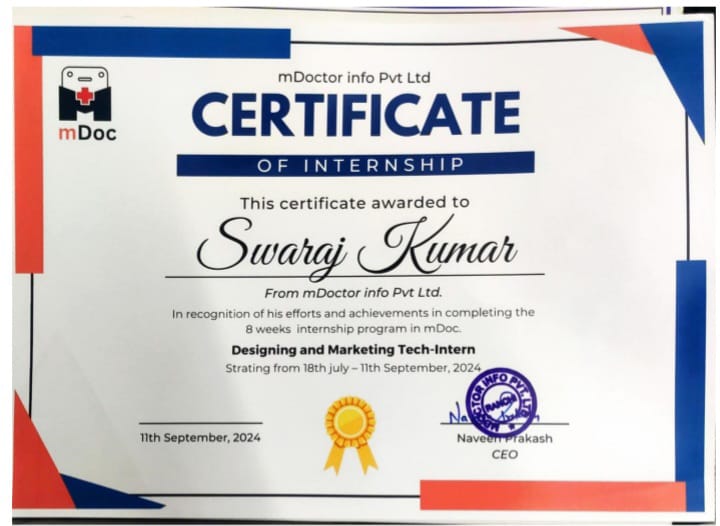 mDoc
mDoctor info Pvt Ltd
CERTIFICATE
OF INTERNSHIP
This certificate awarded to
Swaraj Kumar
From mDoctor info Pvt Ltd.
In recognition of his efforts and achievements in completing the
8 weeks internship program in mDoc.
Designing and Marketing Tech-Intern
Strating from 18th july – 11th September, 2024
MDOCTOR INFO PVT. LTD
RANCHI
11th September, 2024
Naveen Prakash
CEO